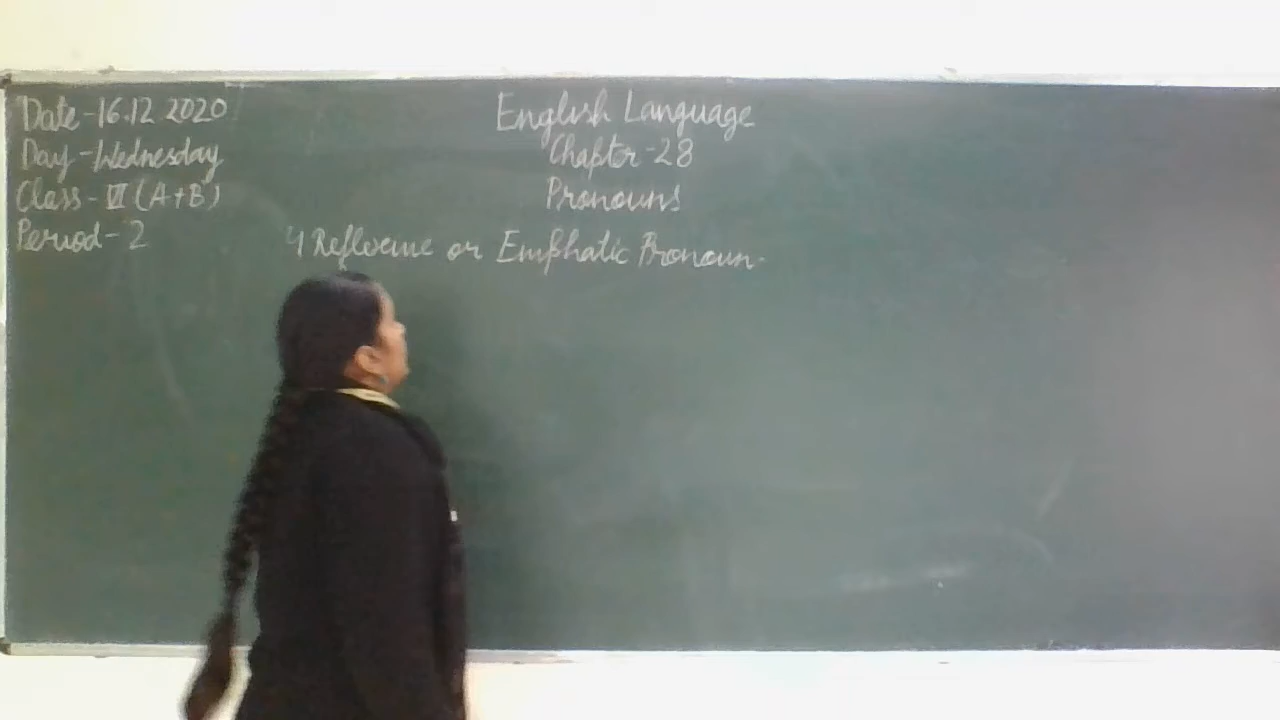 Date-16.12 2020
Day-Wednesday
Class-VI (A+B)
Period-2
English Language
Chapter-28
Pronouns
4 Reflexive or Emphatic Pronoun.